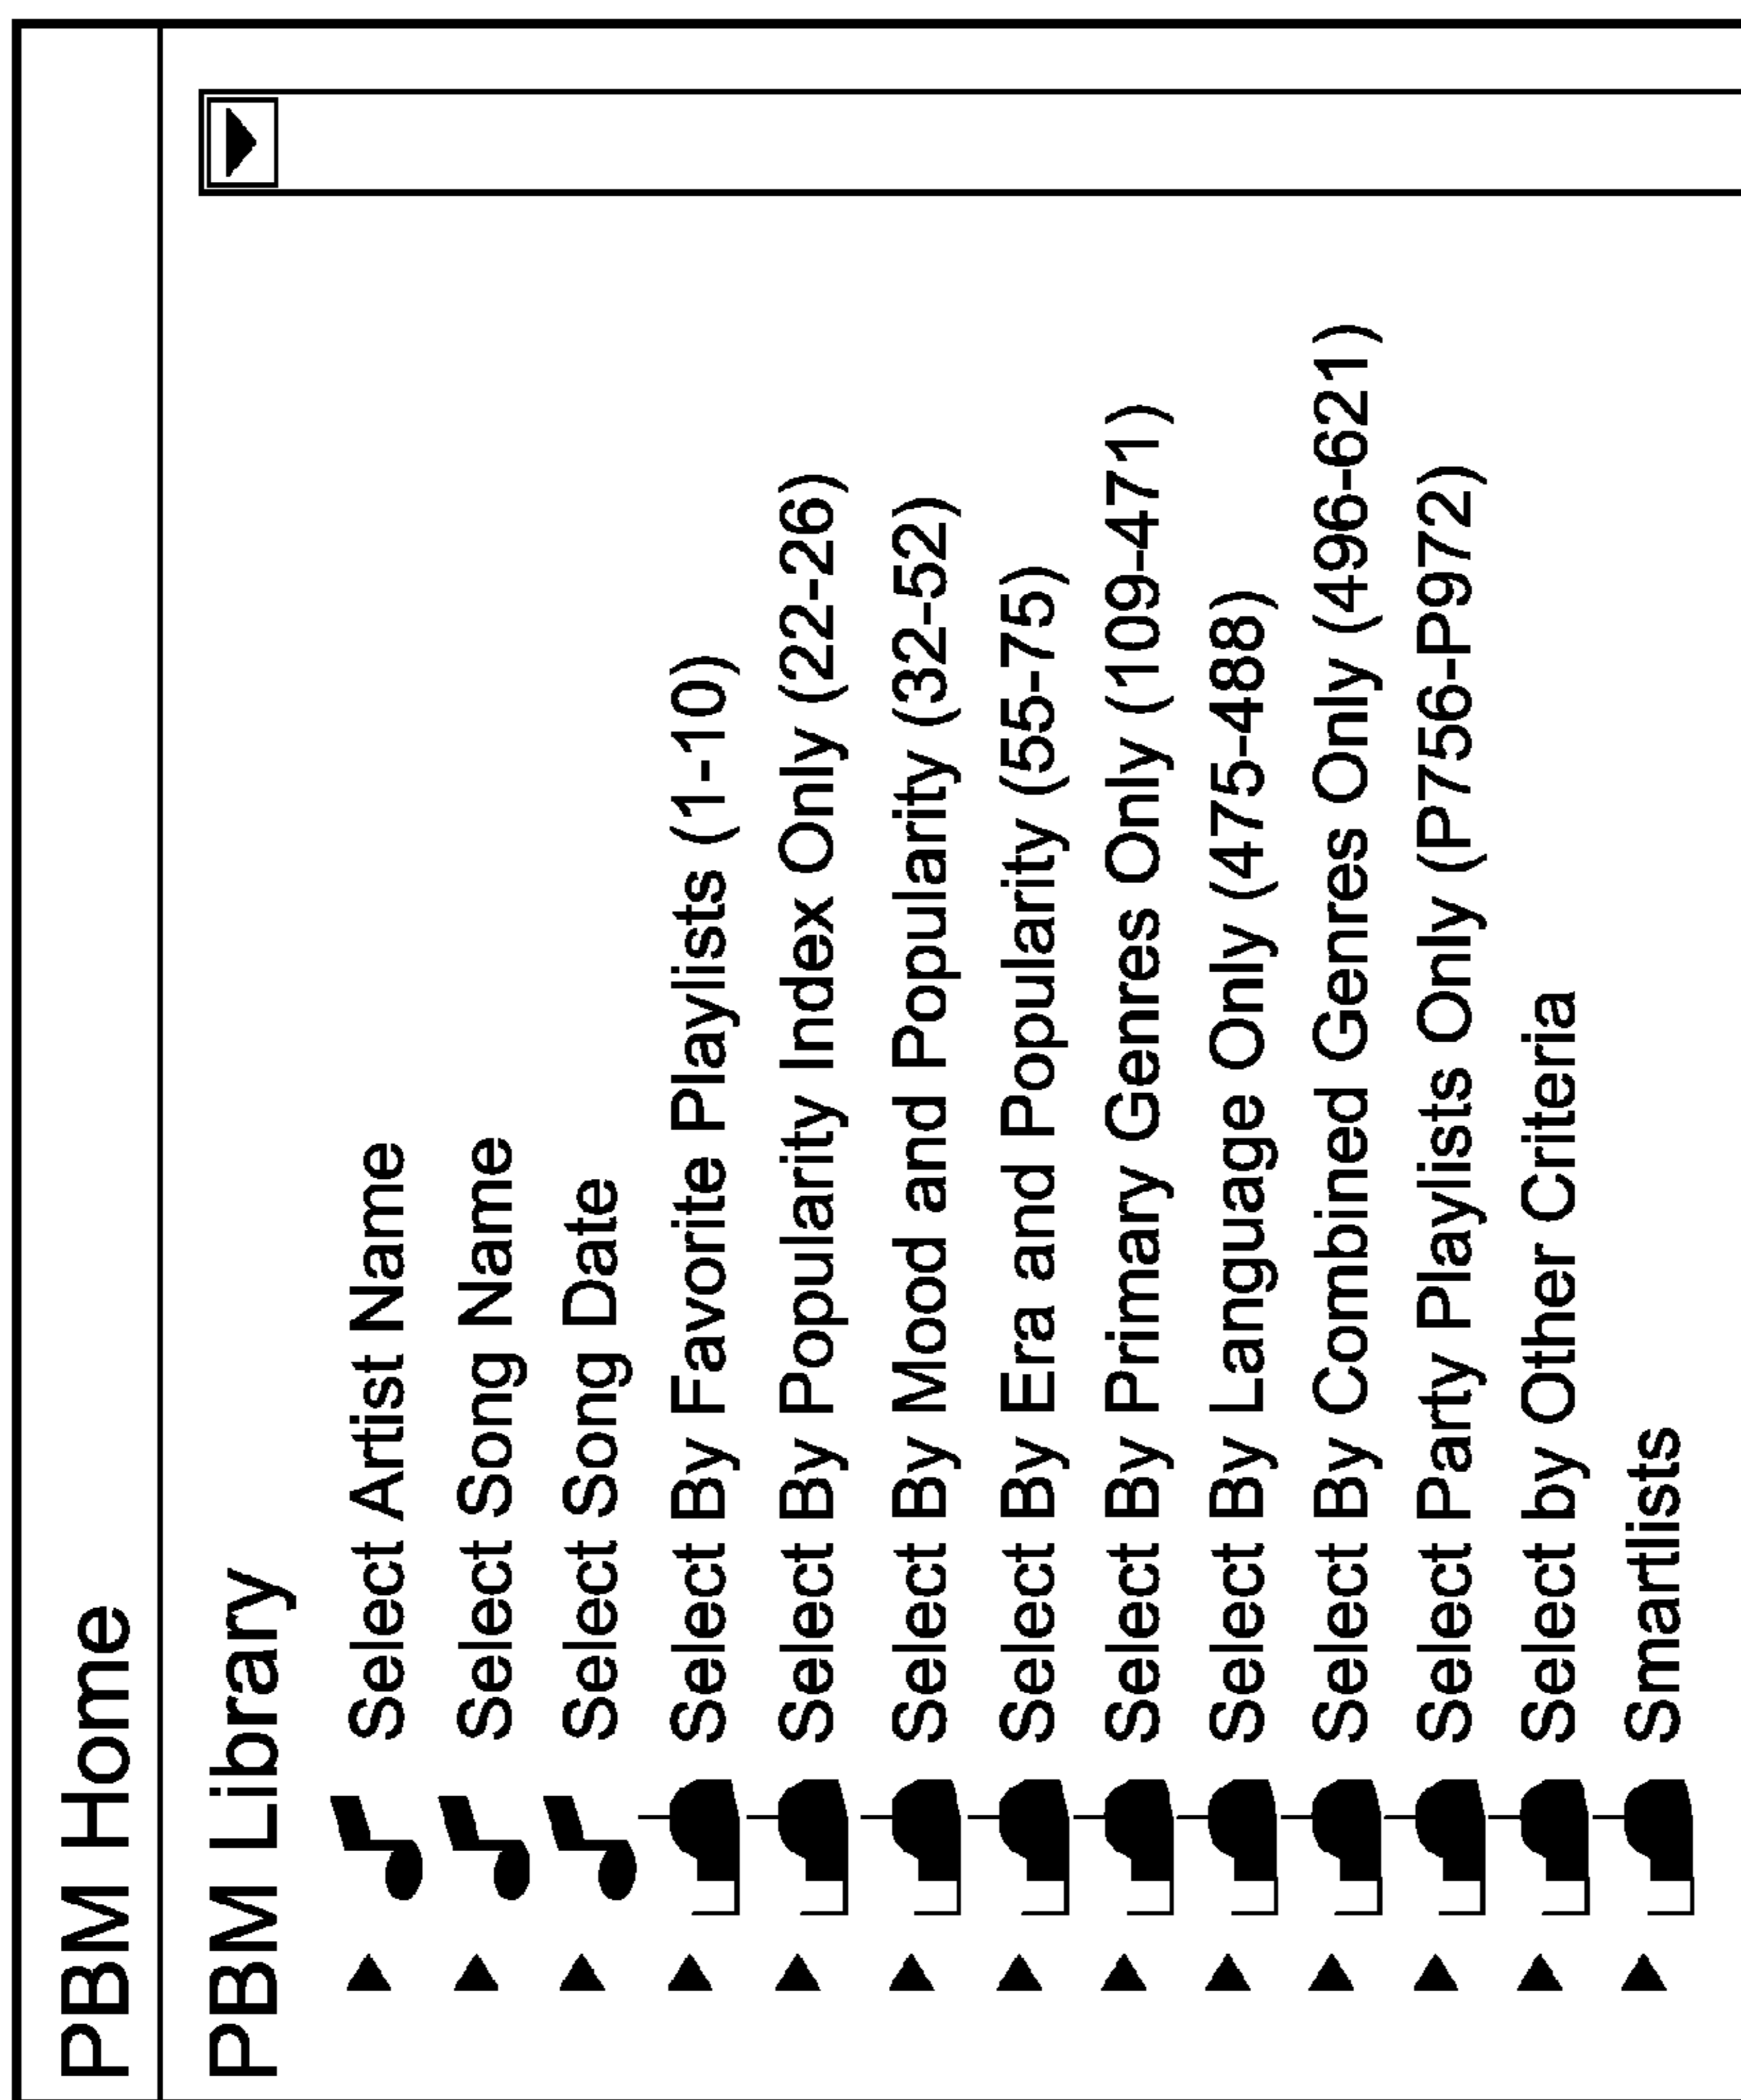 PBM Home
PBM Library
Select Artist Name
Select Song Name
Select Song Date
Select By Favorite Playlists (1-10)
Select By Popularity Index Only (22-26)
Select By Mood and Popularity (32-52)
Select By Era and Popularity (55-75)
Select By Primary Genres Only (109-471)
Select By Language Only (475-488)
Select By Combined Genres Only (496-621)
Select Party Playlists Only (P756-P972)
Select by Other Criteria
Smartlists